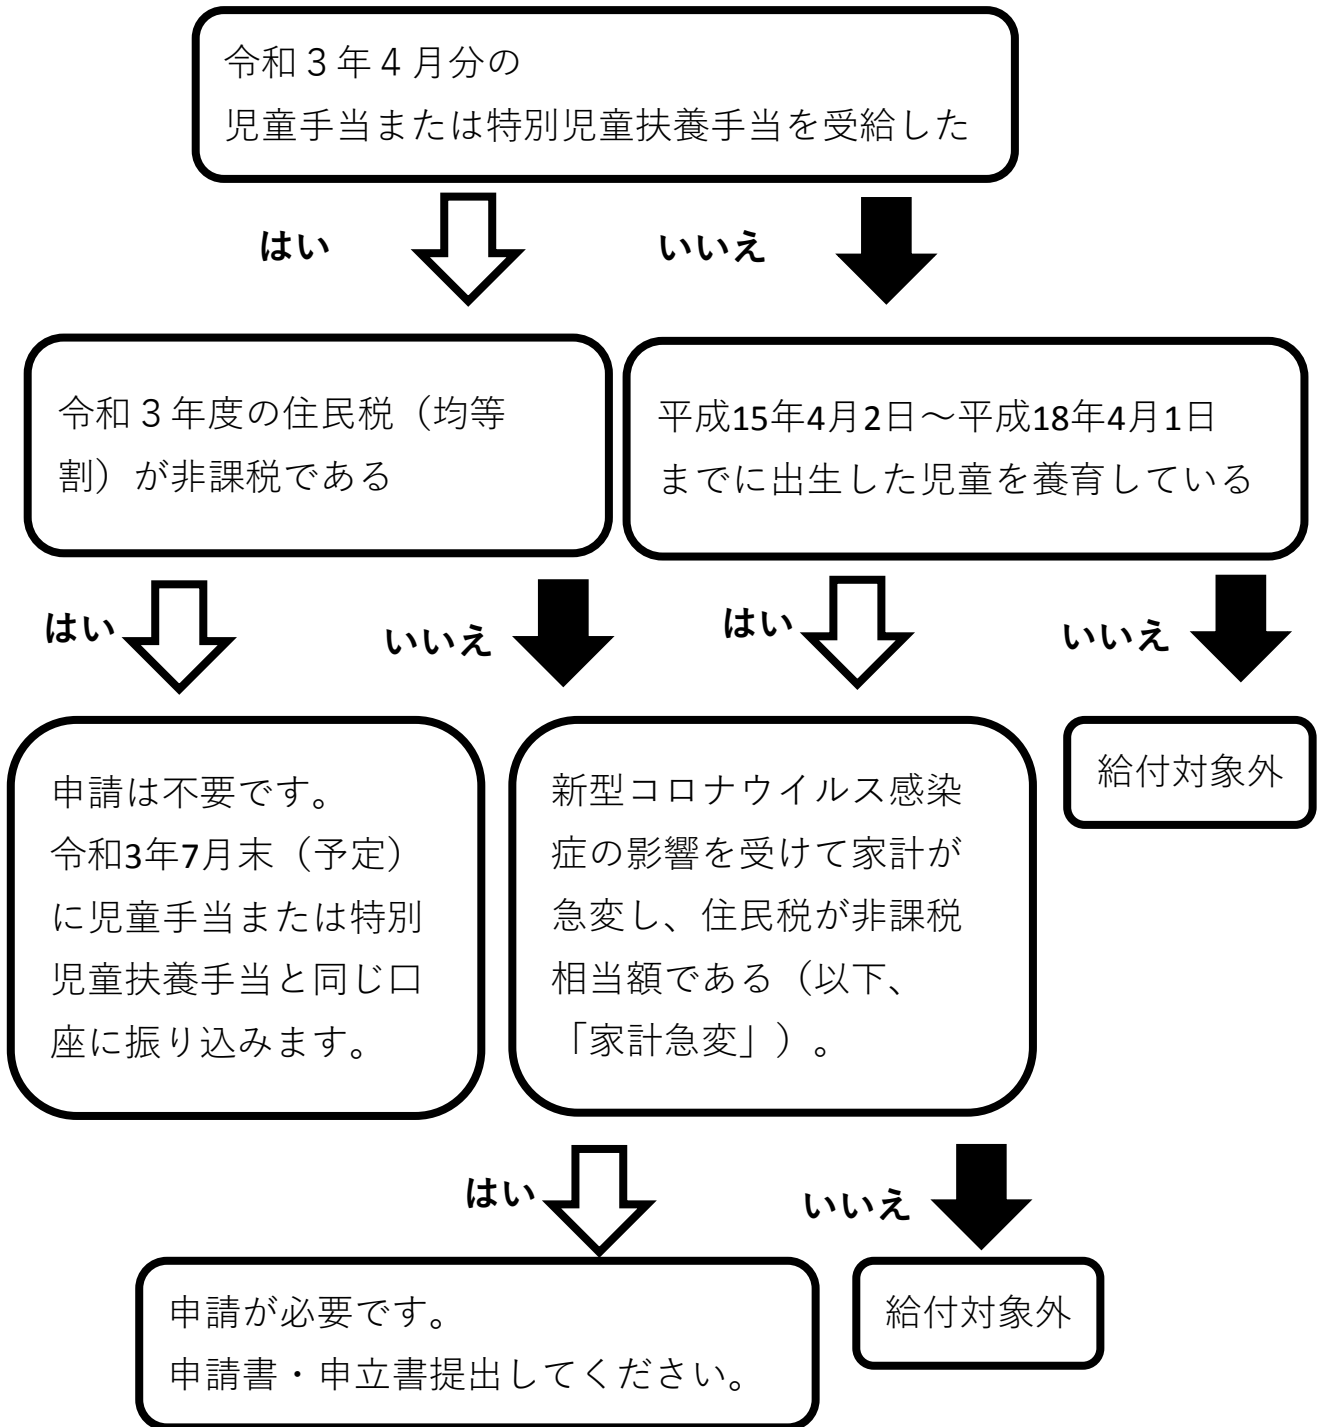 令和３年４月分の
児童手当または特別児童扶養手当を受給した
はい
いいえ
令和３年度の住民税（均等
割）が非課税である
平成15年4月2日～平成18年4月1日
までに出生した児童を養育している
はい
いいえ
はい
いいえ
申請は不要です。
令和3年7月末（予定）
に児童手当または特別
児童扶養手当と同じ口
座に振り込みます。
新型コロナウイルス感染
症の影響を受けて家計が
急変し、住民税が非課税
相当額である（以下、
「家計急変」）。
給付対象外
はい
いいえ
申請が必要です。
申請書・申立書提出してください。
給付対象外